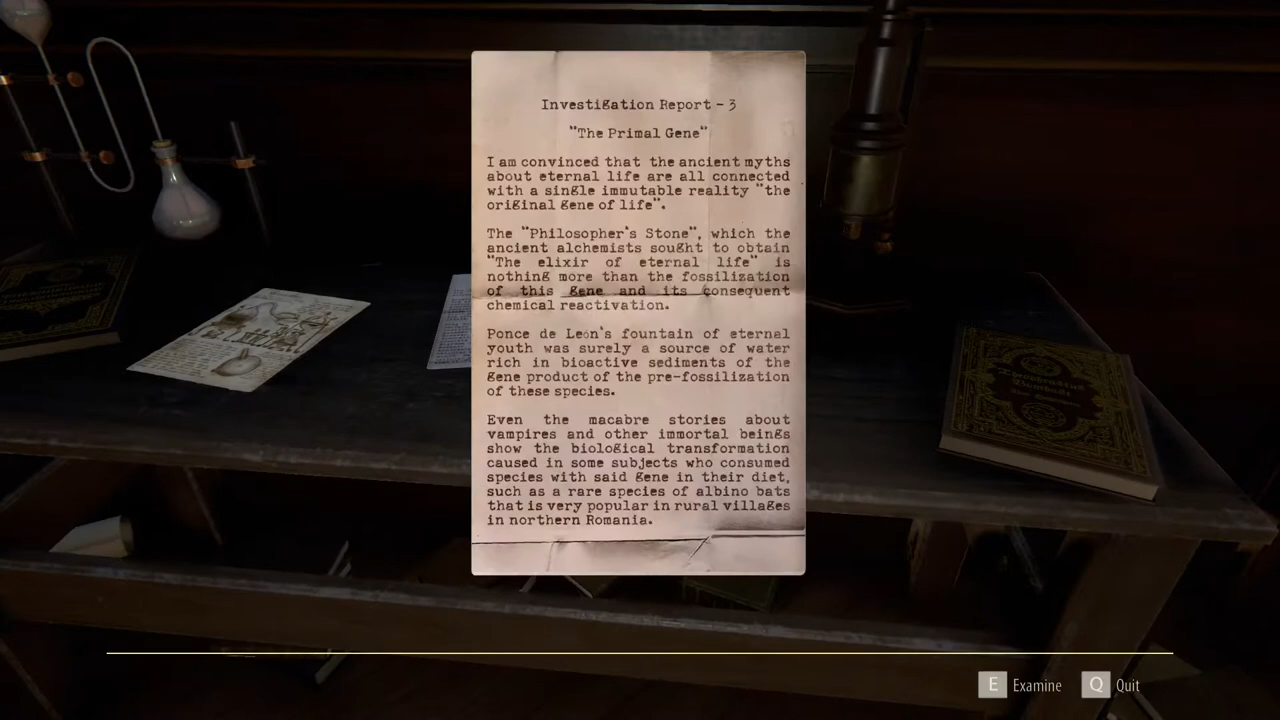 Investigation Report - 3
"The Primal Gene"
I am convinced that the ancient myths
about eternal life are all connected
with a single immutable reality "the
original gene of life".
The "Philosopher's Stone", which the
ancient alchemists sought to obtain
"The elixir of eternal life" is
nothing more than the fossilization
of this gene and its consequent
chemical reactivation.
Ponce de León's fountain of eternal
youth was surely a source of water
rich in bioactive sediments of the
gene product of the pre-fossilization
of these species.
Even the macabre stories about
vampires and other immortal beings
show the biological transformation
caused in some subjects who consumed
species with said gene in their diet,
such as a rare species of albino bats
that is very popular in rural villages
in northern Romania.
E Examine Q Quit